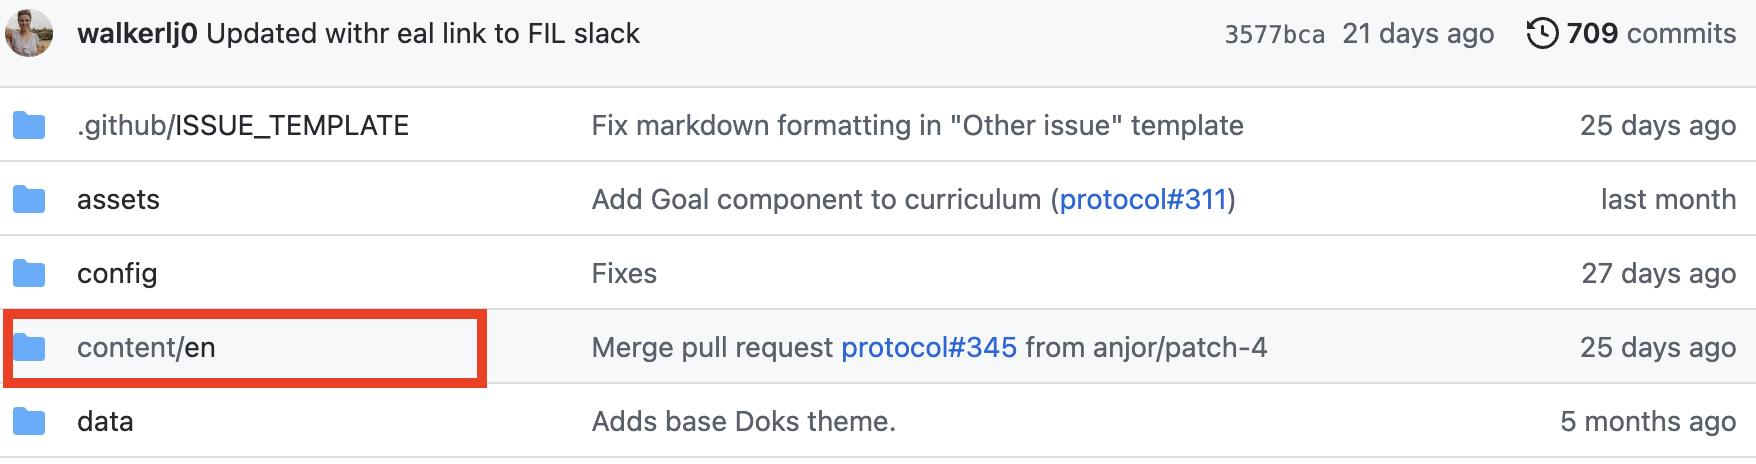 walkerlj0 Updated withr eal link to FIL slack 3577bca 21 days ago 709 commits
.github/ISSUE_TEMPLATE Fix markdown formatting in "Other issue" template 25 days ago
assets Add Goal component to curriculum (protocol#311) last month
config Fixes 27 days ago
content/en Merge pull request protocol#345 from anjor/patch-4 25 days ago
data Adds base Doks theme. 5 months ago